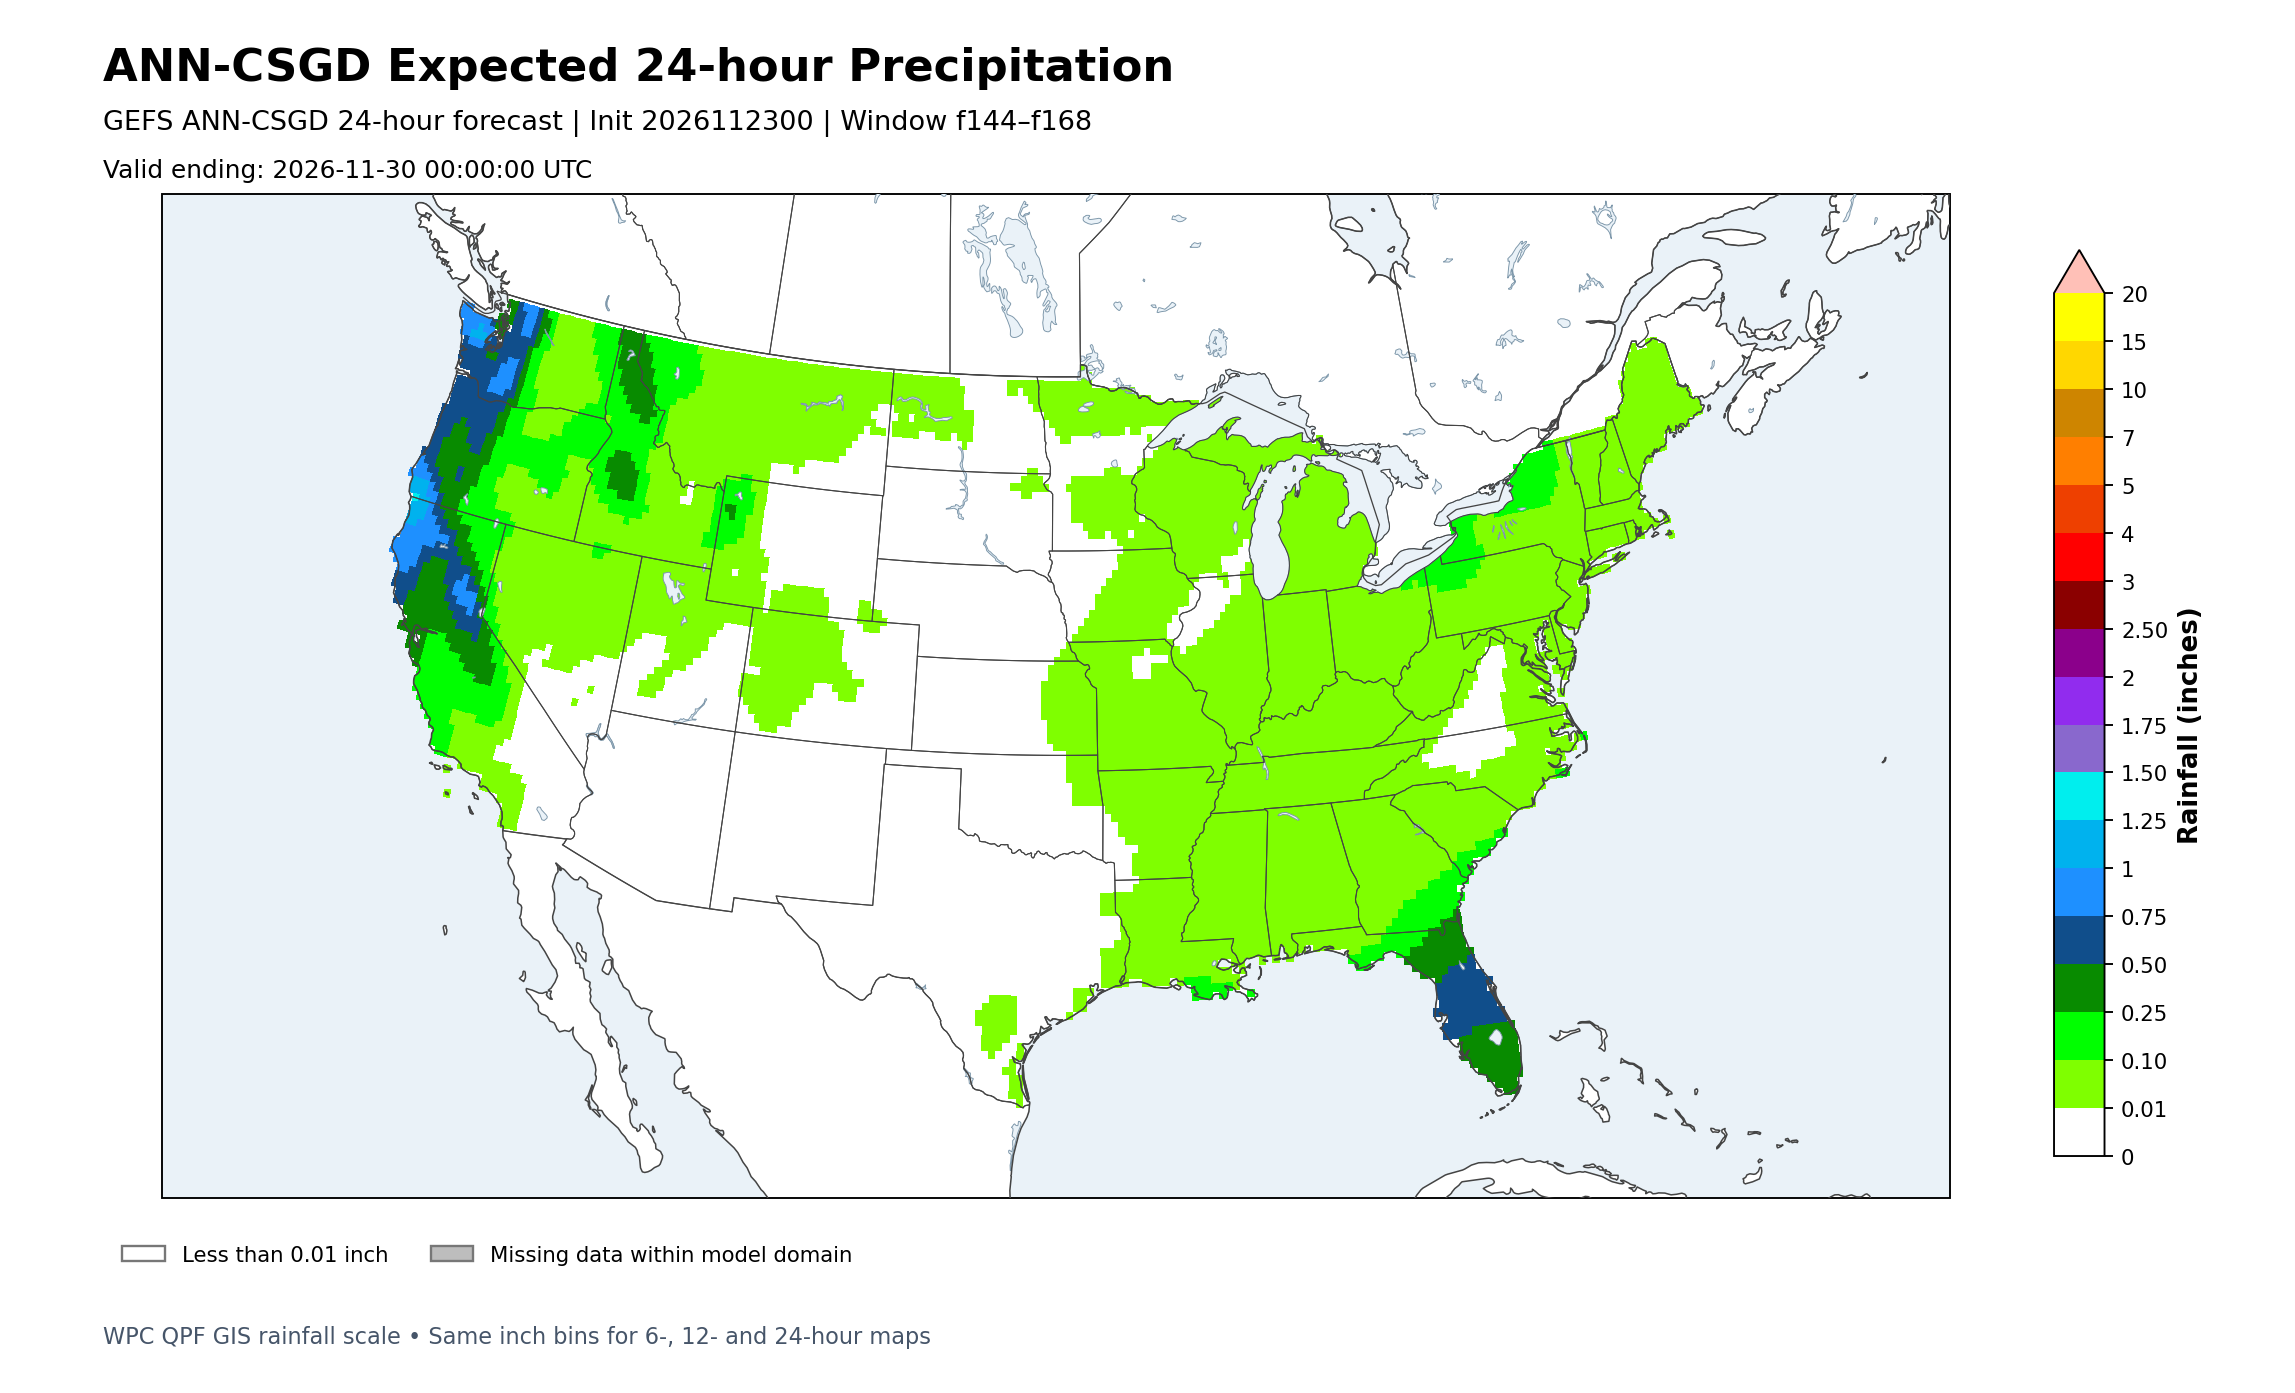 ANN-CSGD Expected 24-hour Precipitation
GEFS ANN-CSGD 24-hour forecast | Init 2026112300 | Window f144–f168
Valid ending: 2026-11-30 00:00:00 UTC
20
15
10
7
5
4
3
2.50
2
1.75
1.50
1.25
1
0.75
0.50
0.25
0.10
0.01
0
Rainfall (inches)
Less than 0.01 inch
Missing data within model domain
WPC QPF GIS rainfall scale • Same inch bins for 6-, 12- and 24-hour maps